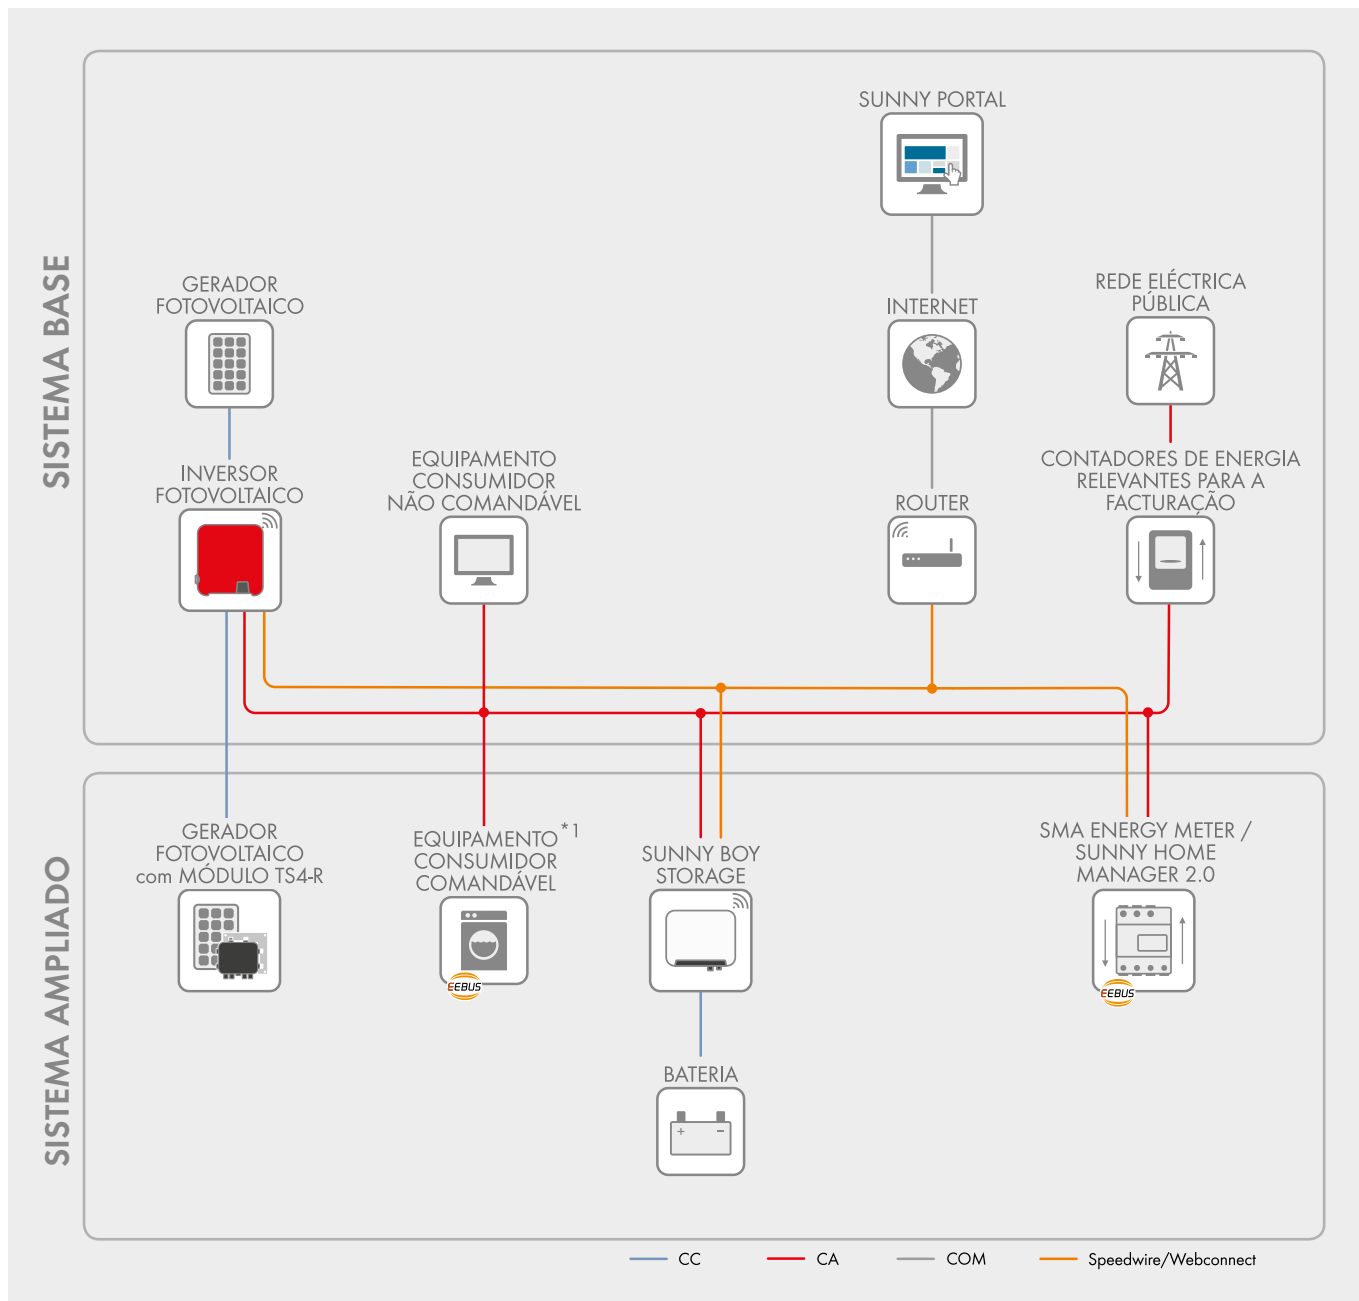 SISTEMA BASE
SUNNY PORTAL
GERADOR
FOTOVOLTAICO
INTERNET
REDE ELÉCTRICA
PÚBLICA
INVERSOR
FOTOVOLTAICO
EQUIPAMENTO
CONSUMIDOR
NÃO COMANDÁVEL
ROUTER
CONTADORES DE ENERGIA
RELEVANTES PARA A
FACTURAÇÃO
SISTEMA AMPLIADO
GERADOR
FOTOVOLTAICO
com MÓDULO TS4-R
EQUIPAMENTO *1
CONSUMIDOR
COMANDÁVEL
EEBUS
SUNNY BOY
STORAGE
SMA ENERGY METER /
SUNNY HOME
MANAGER 2.0
EEBUS
BATERIA
+ −
CC
CA
COM
Speedwire/Webconnect